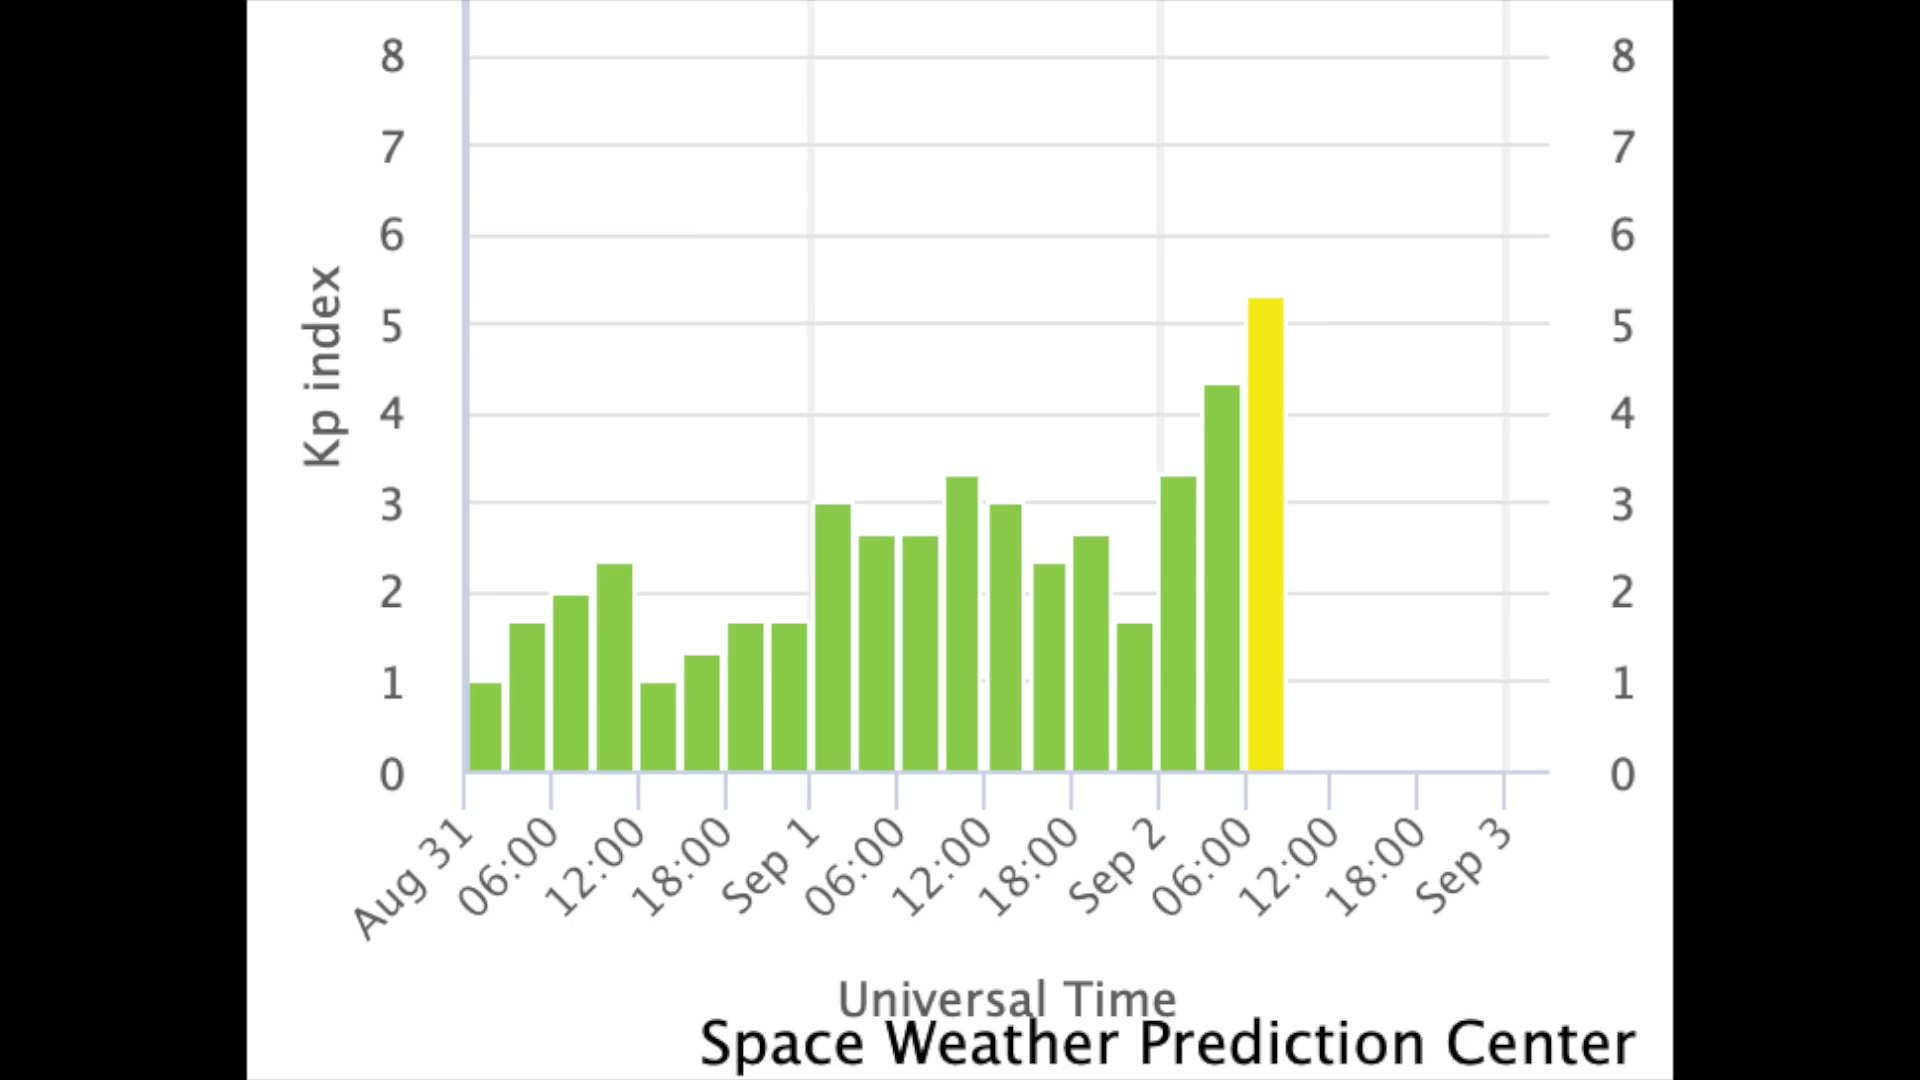 8 8
7 7
6 6
5 5
4 4
3 3
2 2
1 1
0 0
Kp index
Aug 31 06:00 12:00 18:00 Sep 1 06:00 12:00 18:00 Sep 2 06:00 12:00 18:00 Sep 3
Universal Time
Space Weather Prediction Center